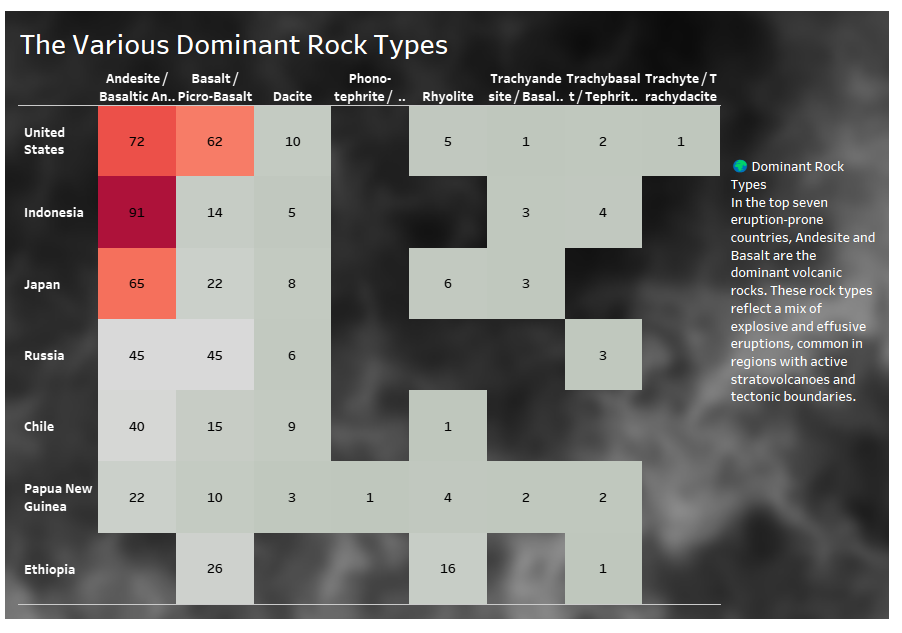 The Various Dominant Rock Types
Andesite / Basalt / Phono- Trachyande Trachybasal Trachyte / T
Basaltic An.. Picro-Basalt Dacite tephrite / .. Rhyolite site / Basal.. t / Tephrit.. rachydacite
United
States 72 62 10 5 1 2 1
Indonesia 91 14 5 3 4
Japan 65 22 8 6 3
Russia 45 45 6 3
Chile 40 15 9 1
Papua New
Guinea 22 10 3 1 4 2 2
Ethiopia 26 16 1
🌍 Dominant Rock
Types
In the top seven
eruption-prone
countries, Andesite and
Basalt are the
dominant volcanic
rocks. These rock types
reflect a mix of
explosive and effusive
eruptions, common in
regions with active
stratovolcanoes and
tectonic boundaries.